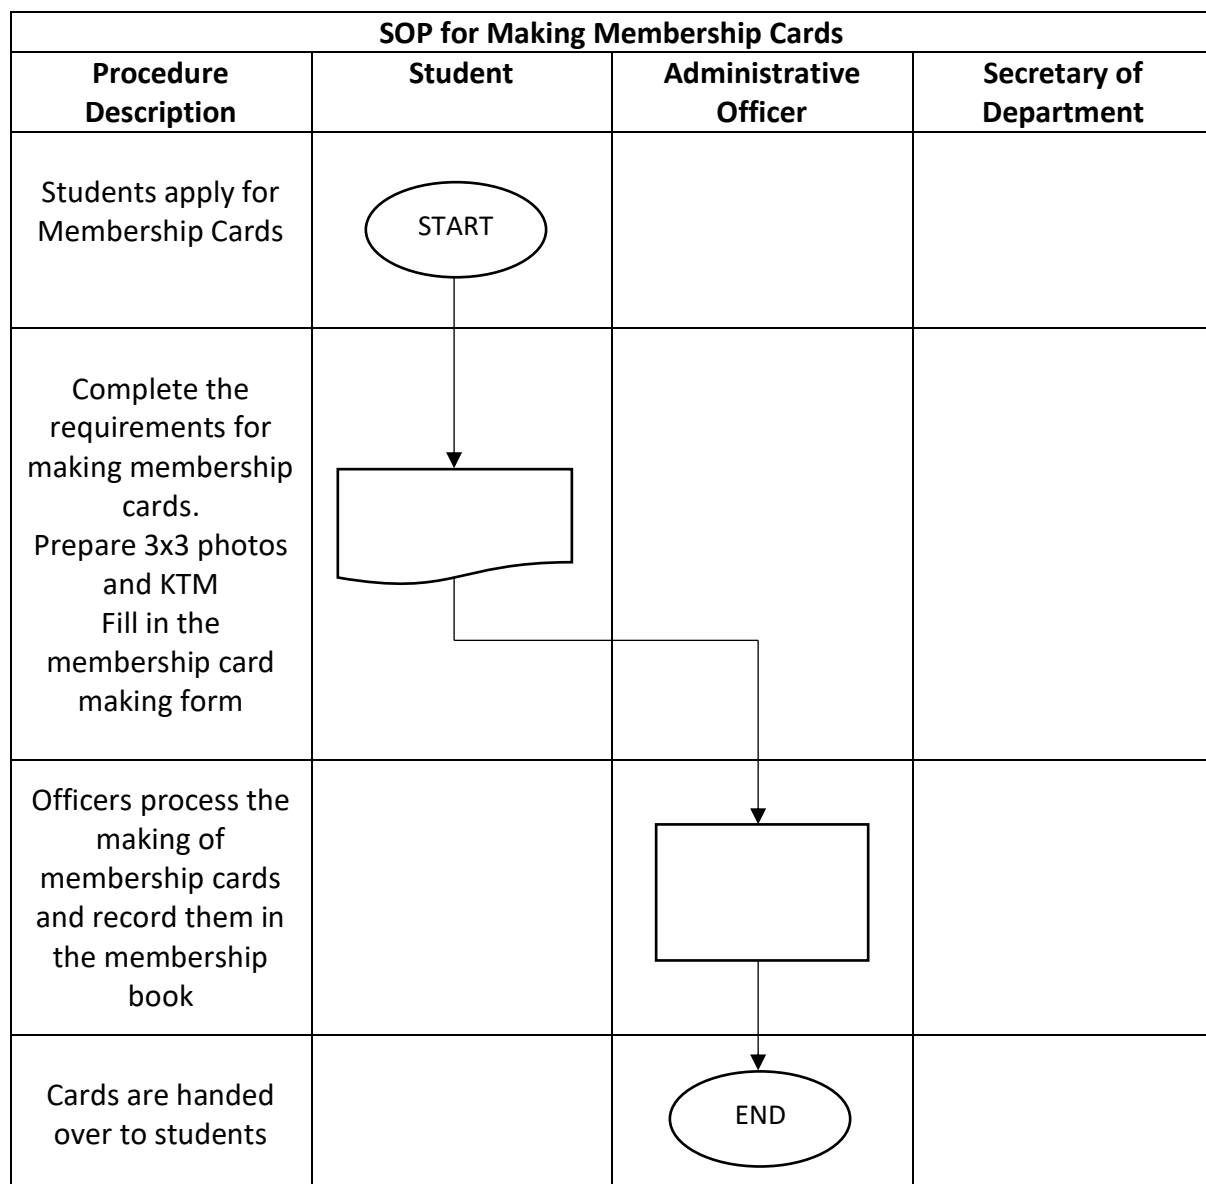 SOP for Making Membership Cards
Procedure
Description
Student
Administrative
Officer
Secretary of
Department
Students apply for
Membership Cards
START
Complete the
requirements for
making membership
cards.
Prepare 3x3 photos
and KTM
Fill in the
membership card
making form
Officers process the
making of
membership cards
and record them in
the membership
book
Cards are handed
over to students
END